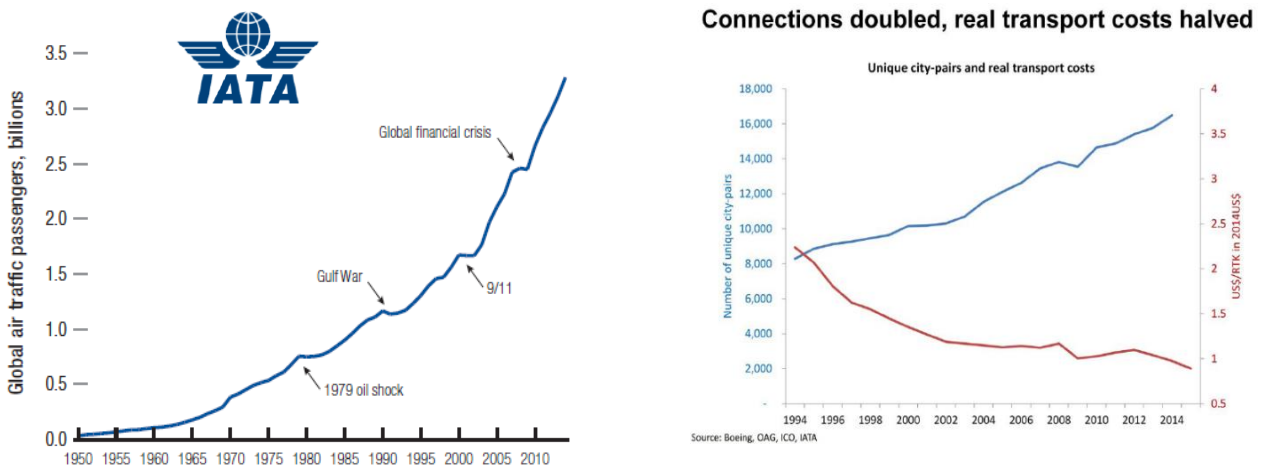 IATA
Global air traffic passengers, billions
3.5
3.0
2.5
2.0
1.5
1.0
0.5
0.0
Global financial crisis
Gulf War
9/11
1979 oil shock
1950 1955 1960 1965 1970 1975 1980 1985 1990 1995 2000 2005 2010
Connections doubled, real transport costs halved
Unique city-pairs and real transport costs
Number of unique city-pairs
18,000
16,000
14,000
12,000
10,000
8,000
6,000
4,000
2,000
-
4
3.5
3
2.5
2
1.5
1
0.5
US$/RTK in 2014US$
1994 1996 1998 2000 2002 2004 2006 2008 2010 2012 2014
Source: Boeing, OAG, ICO, IATA